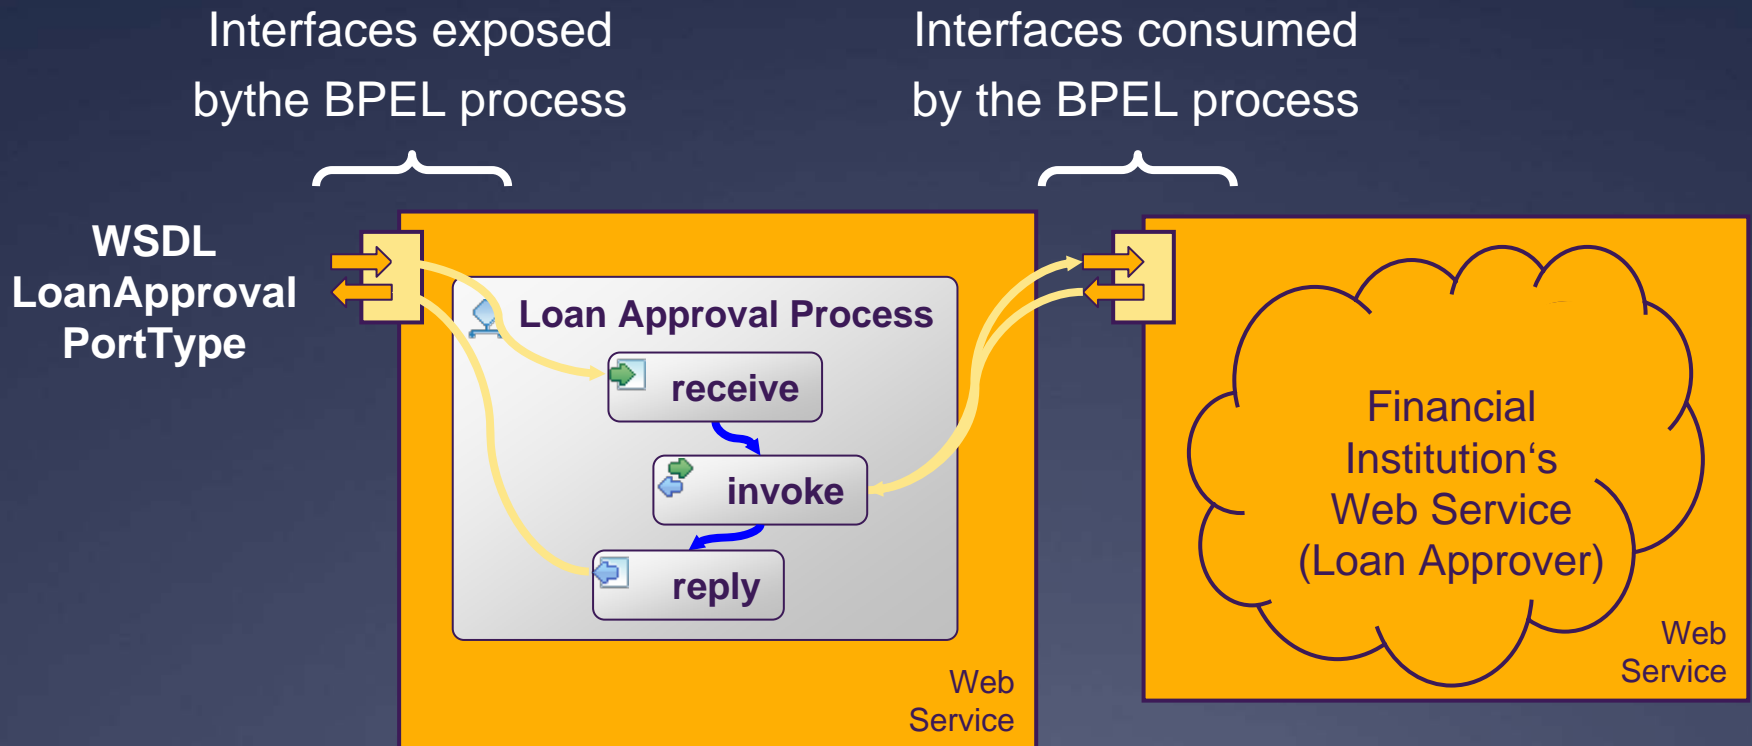 Interfaces exposed
bythe BPEL process
Interfaces consumed
by the BPEL process
WSDL
LoanApproval
PortType
Loan Approval Process
receive
invoke
reply
Web
Service
Financial
Institution‘s
Web Service
(Loan Approver)
Web
Service